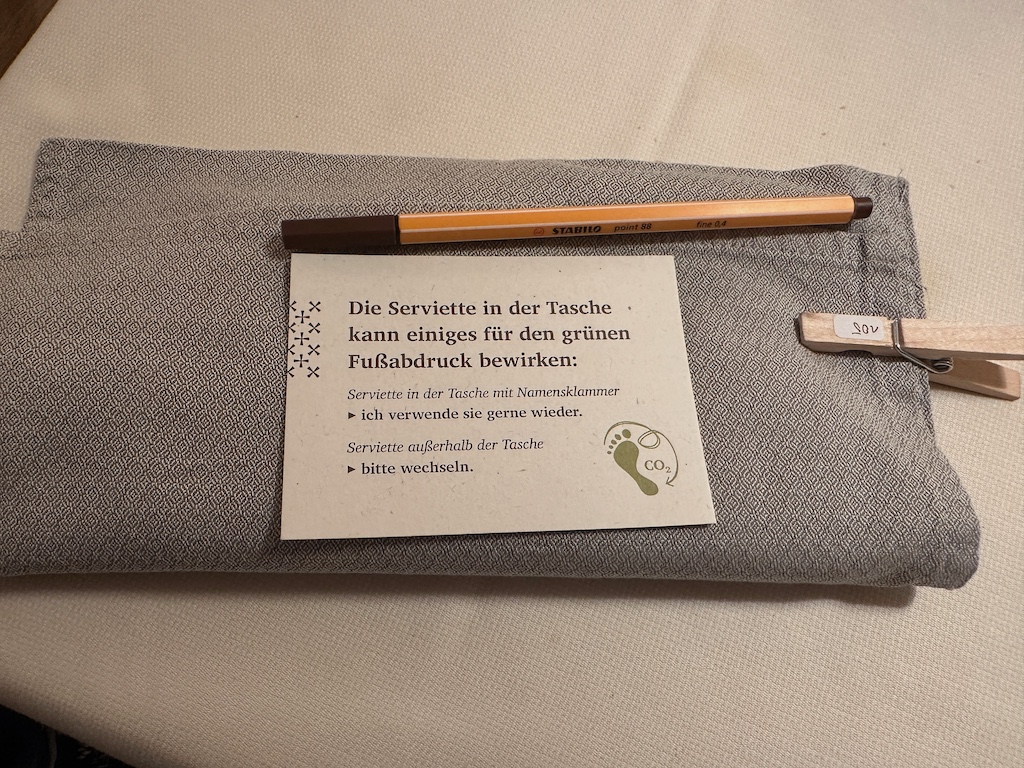 STABILO point 88 fine 0,4
Die Serviette in der Tasche
kann einiges für den grünen
Fußabdruck bewirken:
Serviette in der Tasche mit Namensklammer
▸ ich verwende sie gerne wieder.
Serviette außerhalb der Tasche
▸ bitte wechseln.
CO₂